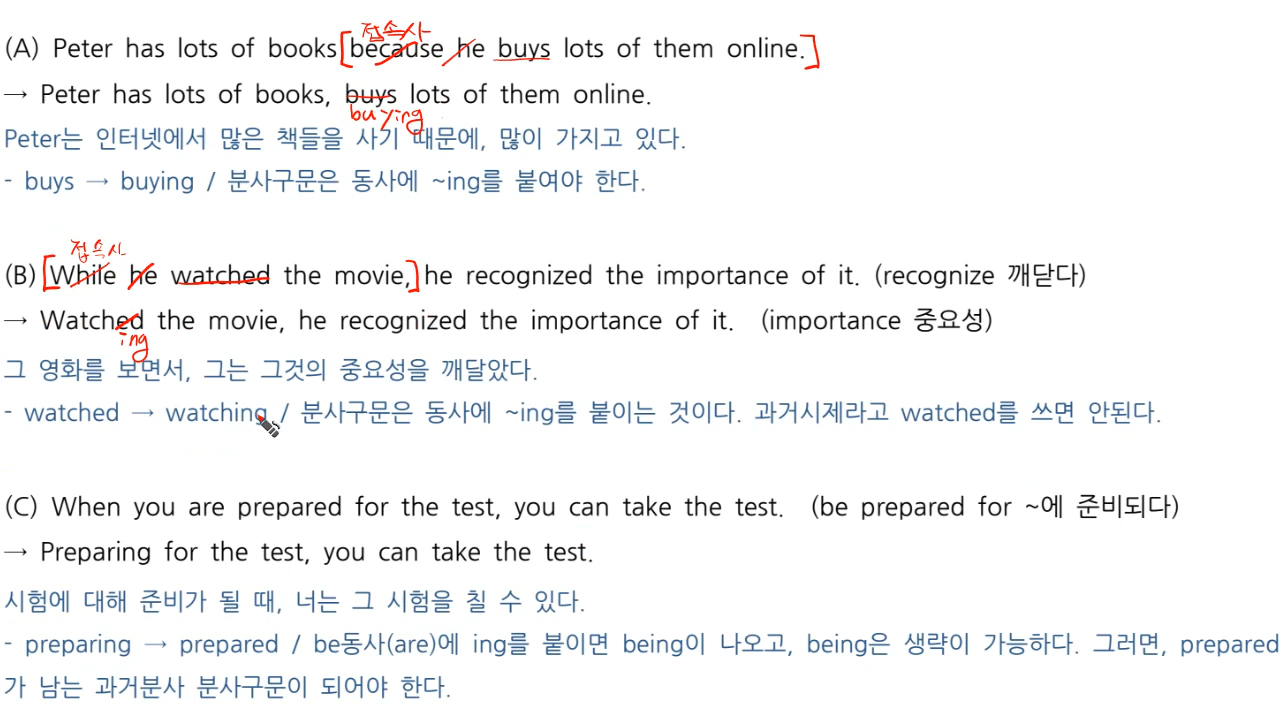 접속사
(A) Peter has lots of books [because he buys lots of them online.]
→ Peter has lots of books, buys lots of them online.
buying
Peter는 인터넷에서 많은 책들을 사기 때문에, 많이 가지고 있다.
- buys → buying / 분사구문은 동사에 ~ing를 붙여야 한다.
접속사
(B) [While he watched the movie,] he recognized the importance of it. (recognize 깨닫다)
→ Watched the movie, he recognized the importance of it. (importance 중요성)
ing
그 영화를 보면서, 그는 그것의 중요성을 깨달았다.
- watched → watching / 분사구문은 동사에 ~ing를 붙이는 것이다. 과거시제라고 watched를 쓰면 안된다.
(C) When you are prepared for the test, you can take the test. (be prepared for ~에 준비되다)
→ Preparing for the test, you can take the test.
시험에 대해 준비가 될 때, 너는 그 시험을 칠 수 있다.
- preparing → prepared / be동사(are)에 ing를 붙이면 being이 나오고, being은 생략이 가능하다. 그러면, prepared
가 남는 과거분사 분사구문이 되어야 한다.